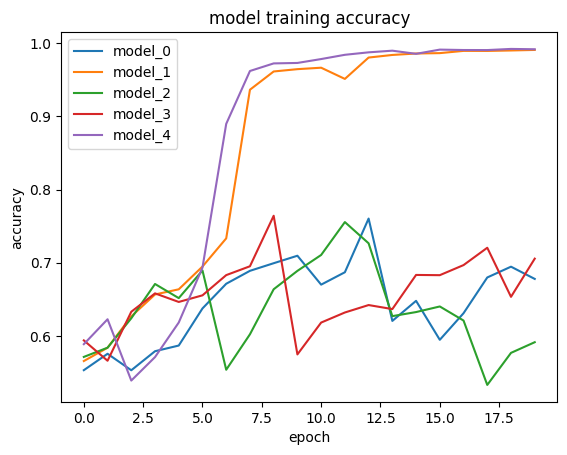 model training accuracy
model_0
model_1
model_2
model_3
model_4
1.0
0.9
0.8
0.7
0.6
accuracy
0.0 2.5 5.0 7.5 10.0 12.5 15.0 17.5
epoch